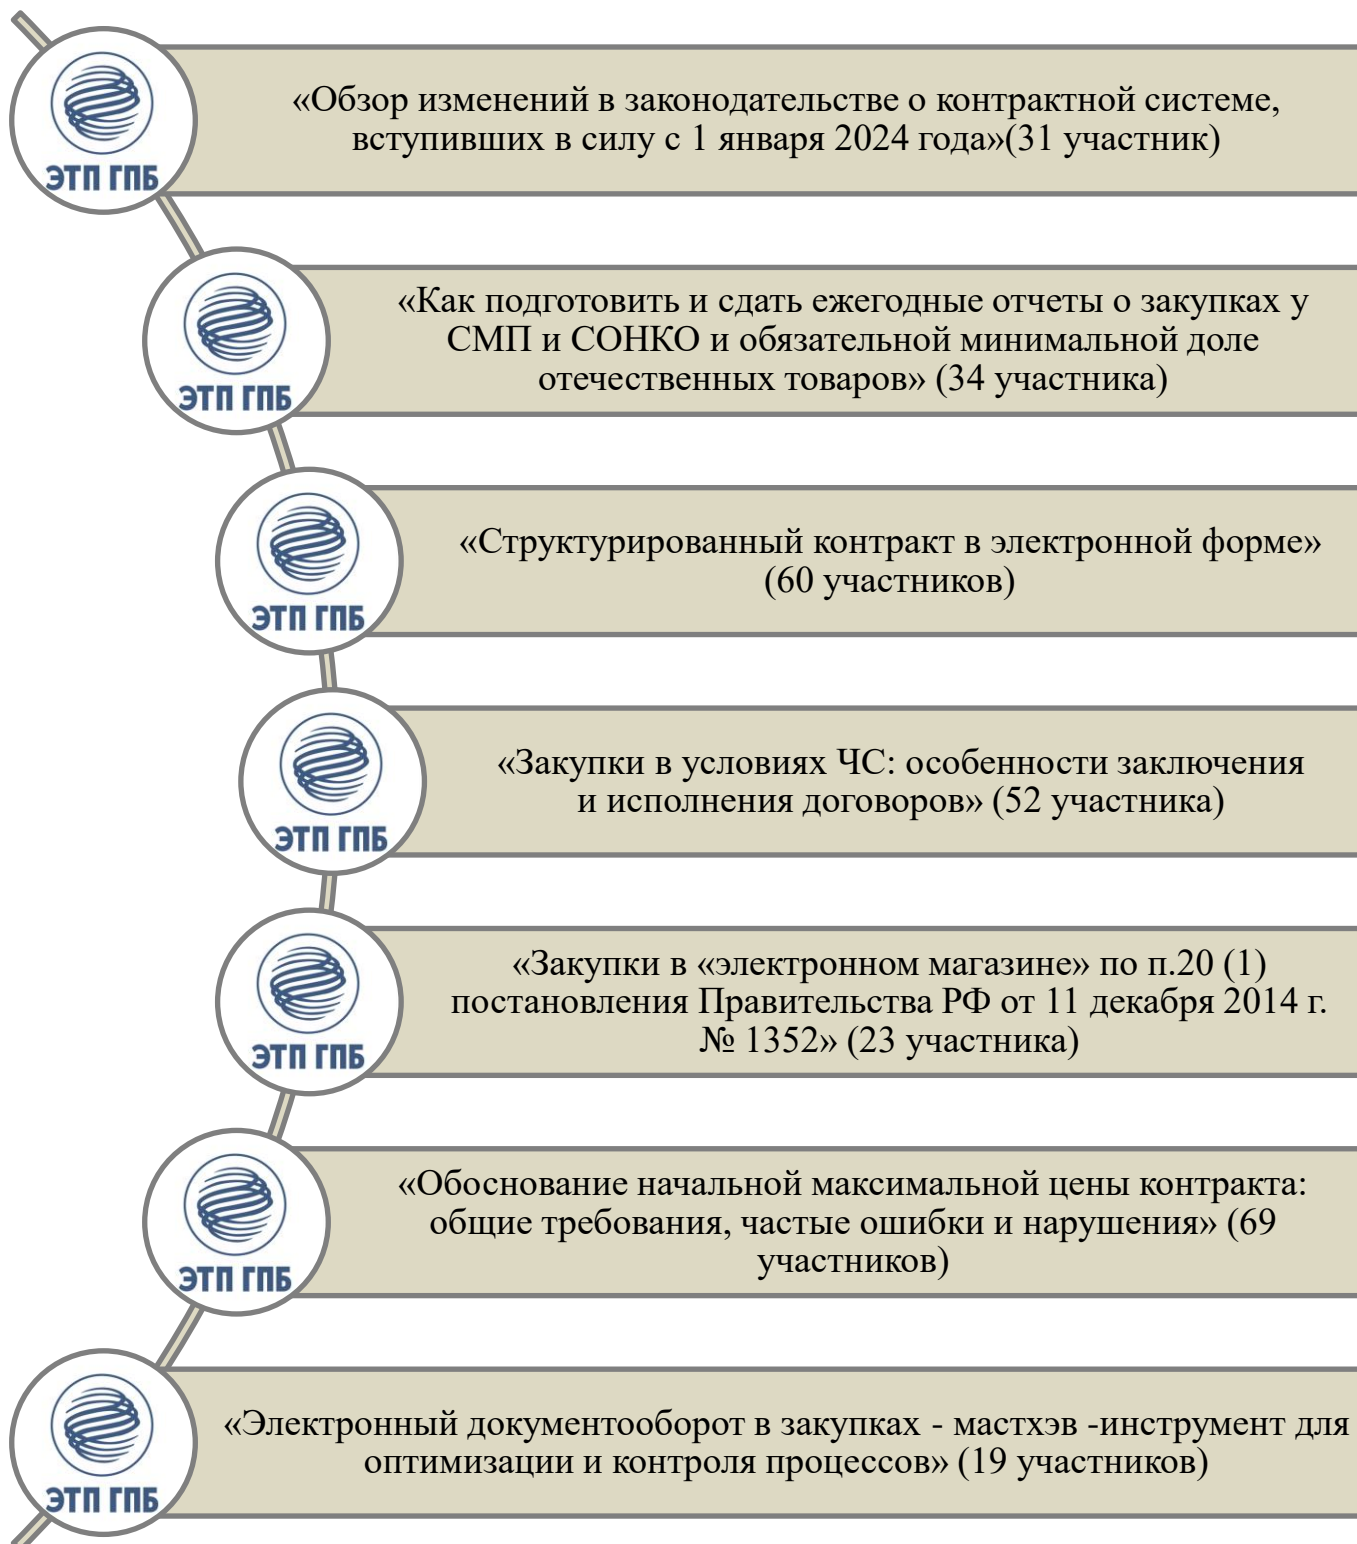 «Обзор изменений в законодательстве о контрактной системе,
вступивших в силу с 1 января 2024 года»(31 участник)
ЭТП ГПБ
«Как подготовить и сдать ежегодные отчеты о закупках у
СМП и СОНКО и обязательной минимальной доле
отечественных товаров» (34 участника)
ЭТП ГПБ
«Структурированный контракт в электронной форме»
(60 участников)
ЭТП ГПБ
«Закупки в условиях ЧС: особенности заключения
и исполнения договоров» (52 участника)
ЭТП ГПБ
«Закупки в «электронном магазине» по п.20 (1)
постановления Правительства РФ от 11 декабря 2014 г.
№ 1352» (23 участника)
ЭТП ГПБ
«Обоснование начальной максимальной цены контракта:
общие требования, частые ошибки и нарушения» (69
участников)
ЭТП ГПБ
«Электронный документооборот в закупках - мастхэв -инструмент для
оптимизации и контроля процессов» (19 участников)
ЭТП ГПБ